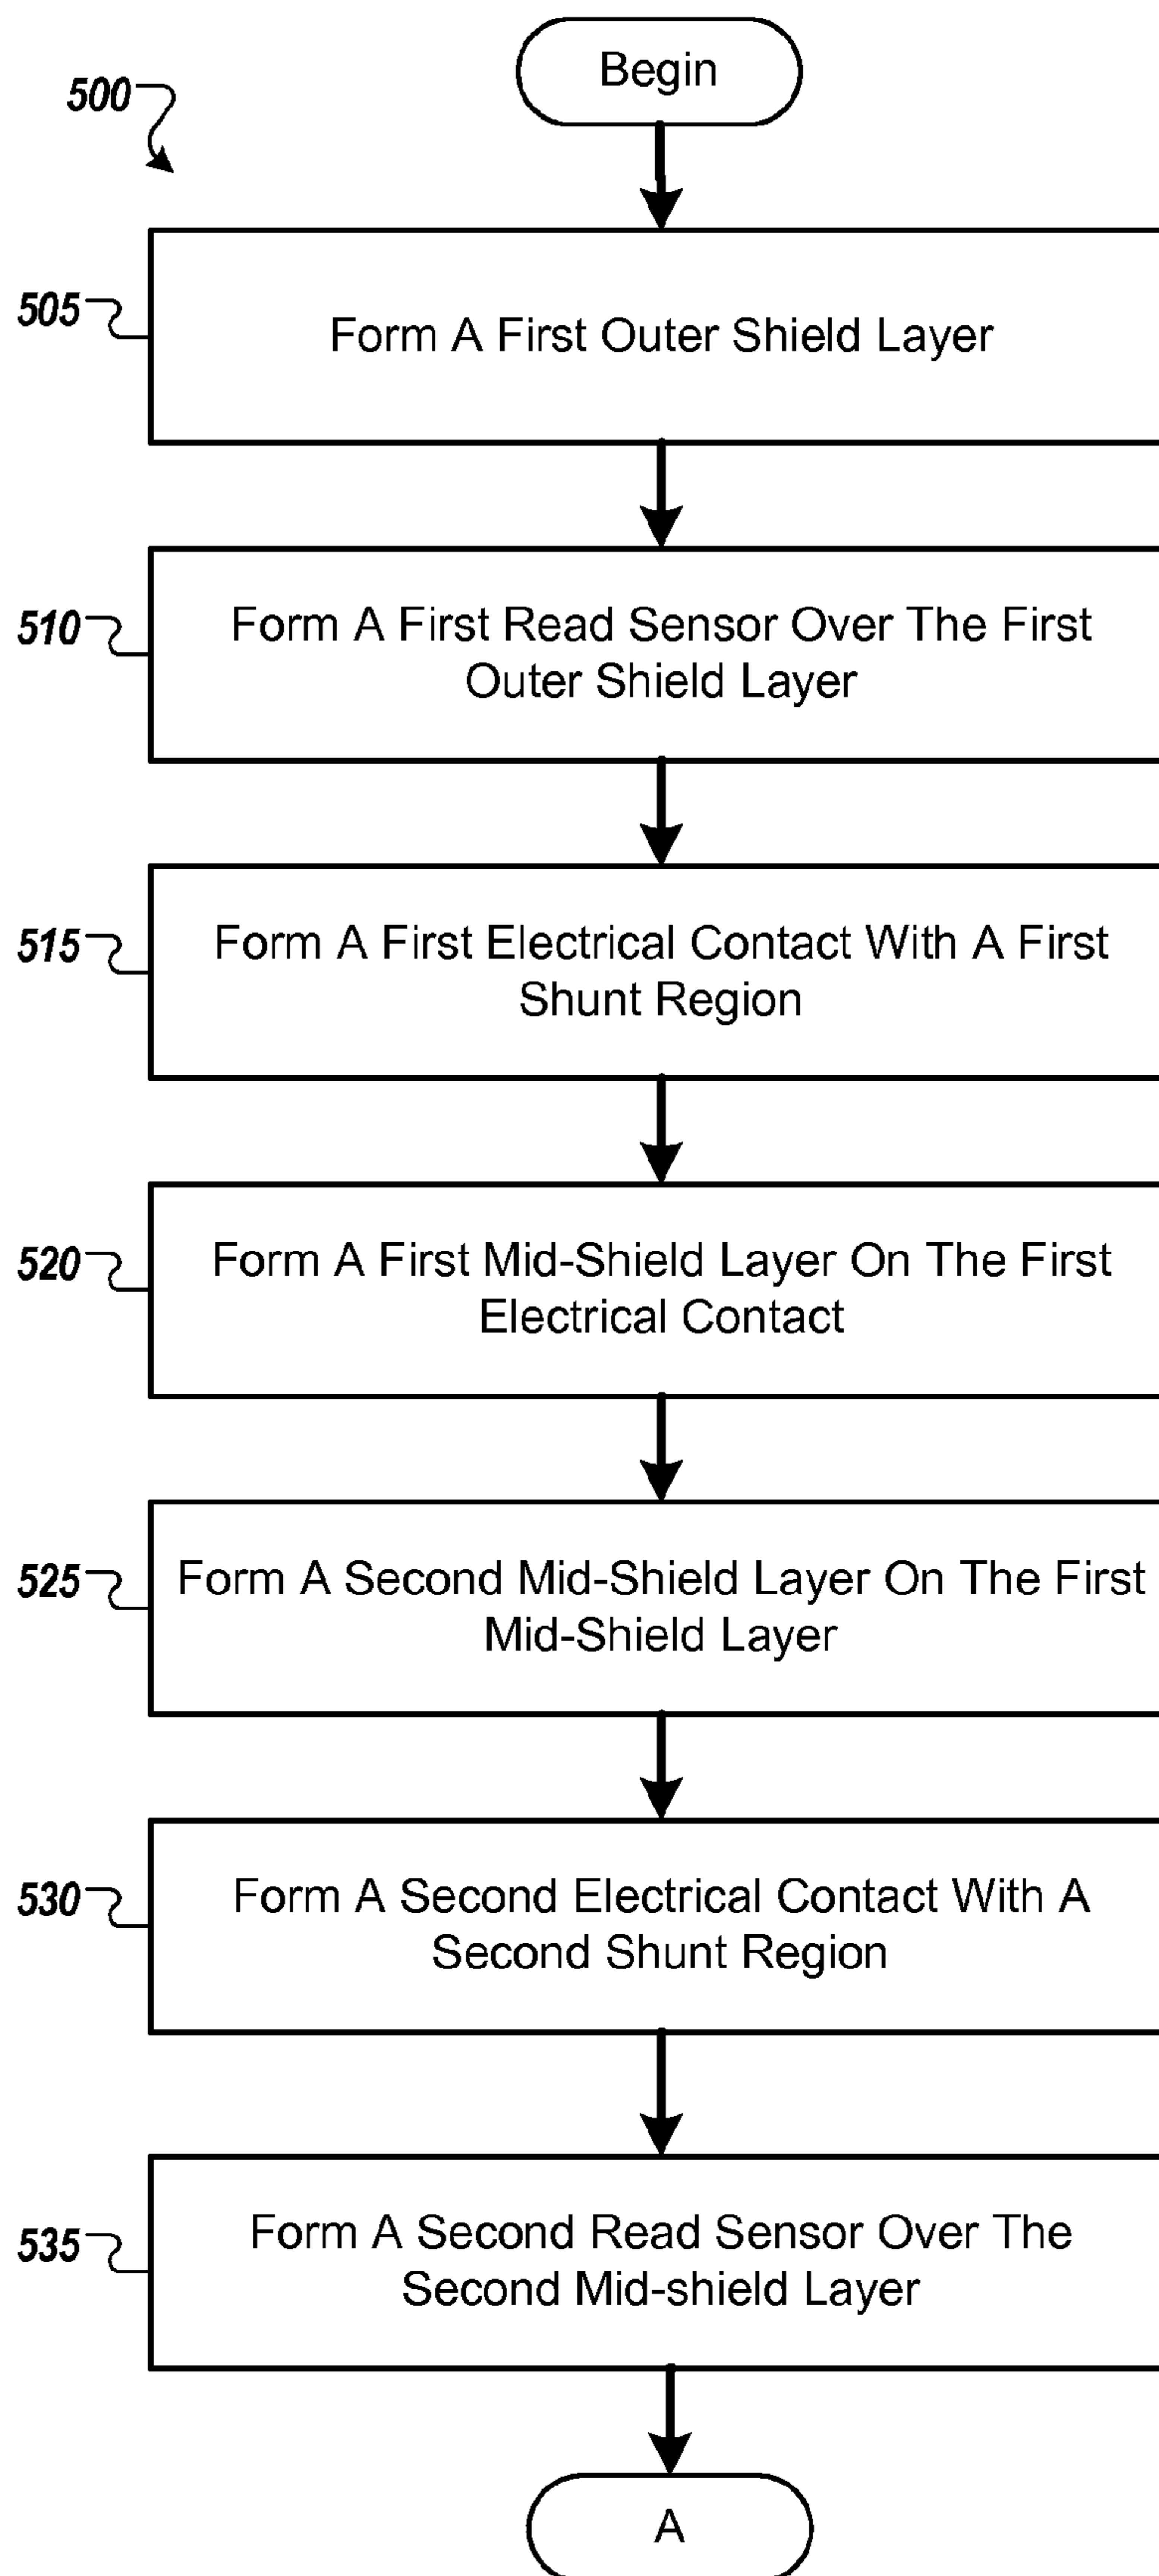 Begin
500
505
Form A First Outer Shield Layer
510
Form A First Read Sensor Over The First
Outer Shield Layer
515
Form A First Electrical Contact With A First
Shunt Region
520
Form A First Mid-Shield Layer On The First
Electrical Contact
525
Form A Second Mid-Shield Layer On The First
Mid-Shield Layer
530
Form A Second Electrical Contact With A
Second Shunt Region
535
Form A Second Read Sensor Over The
Second Mid-shield Layer
A